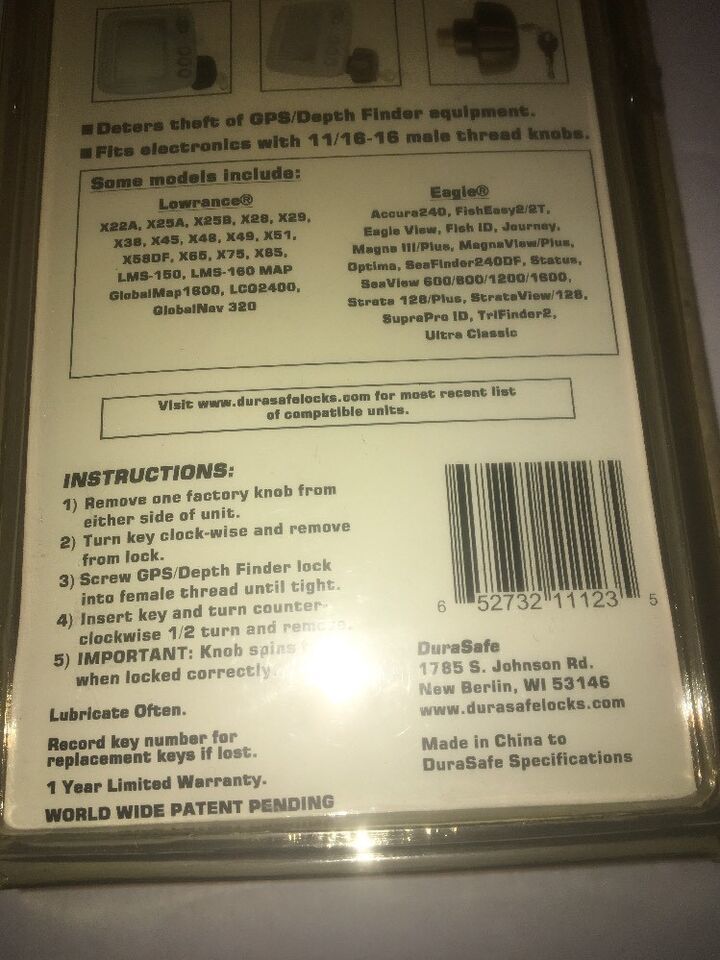 ■ Deters theft of GPS/Depth Finder equipment.
■ Fits electronics with 11/16-16 male thread knobs.
Some models include:
Lowrance®
X22A, X25A, X25B, X28, X29,
X38, X45, X48, X49, X51,
X58DF, X65, X75, X85,
LMS-150, LMS-160 MAP
GlobalMap1600, LCG2400,
GlobalNav 320
Eagle®
Accura240, FishEasy2/2T,
Eagle View, Fish ID, Journey,
Magna III/Plus, MagnaView/Plus,
Optima, SeaFinder240DF, Status,
SeaView 600/800/1200/1600,
Strata 128/Plus, StrataView/128,
SupraPro ID, TriFinder2,
Ultra Classic
Visit www.durasafelocks.com for most recent list
of compatible units.
INSTRUCTIONS:
1) Remove one factory knob from
either side of unit.
2) Turn key clock-wise and remove
from lock.
3) Screw GPS/Depth Finder lock
into female thread until tight.
4) Insert key and turn counter-
clockwise 1/2 turn and remove.
5) IMPORTANT: Knob spins
when locked correctly.
Lubricate Often.
Record key number for
replacement keys if lost.
1 Year Limited Warranty.
WORLD WIDE PATENT PENDING
6 52732 11123 5
DuraSafe
1785 S. Johnson Rd.
New Berlin, WI 53146
www.durasafelocks.com
Made in China to
DuraSafe Specifications